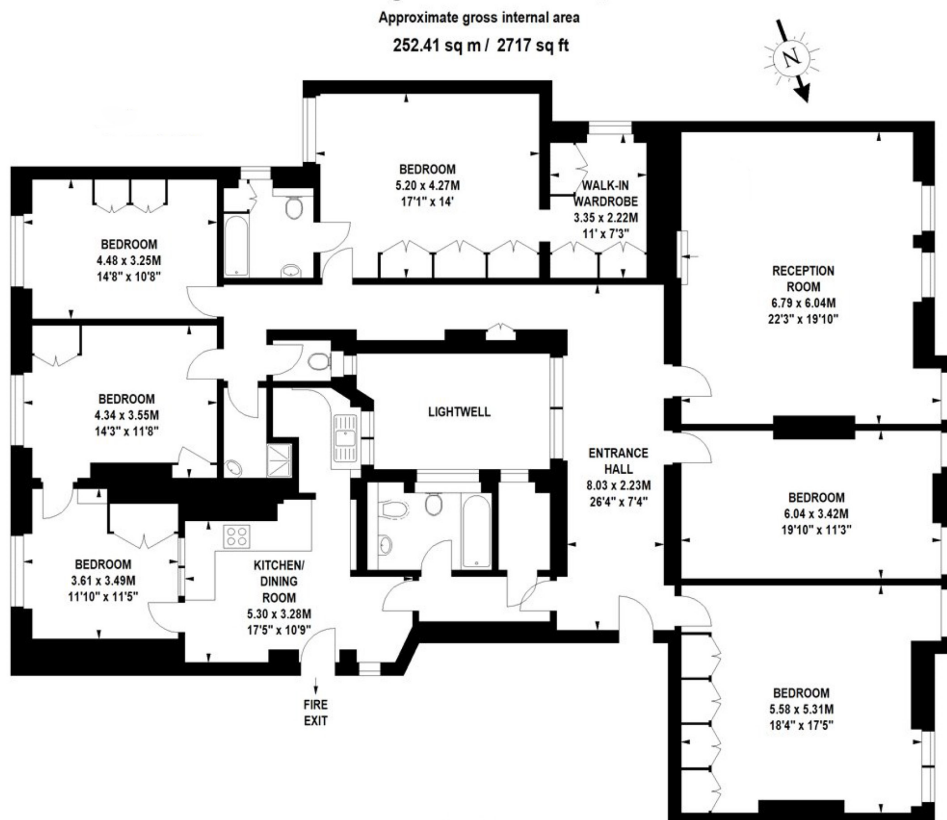 Approximate gross internal area
252.41 sq m / 2717 sq ft
N
BEDROOM
5.20 x 4.27M
17'1" x 14'
WALK-IN
WARDROBE
3.35 x 2.22M
11' x 7'3"
BEDROOM
4.48 x 3.25M
14'8" x 10'8"
RECEPTION
ROOM
6.79 x 6.04M
22'3" x 19'10"
BEDROOM
4.34 x 3.55M
14'3" x 11'8"
LIGHTWELL
ENTRANCE
HALL
8.03 x 2.23M
26'4" x 7'4"
BEDROOM
6.04 x 3.42M
19'10" x 11'3"
BEDROOM
3.61 x 3.49M
11'10" x 11'5"
KITCHEN/
DINING
ROOM
5.30 x 3.28M
17'5" x 10'9"
FIRE
EXIT
BEDROOM
5.58 x 5.31M
18'4" x 17'5"